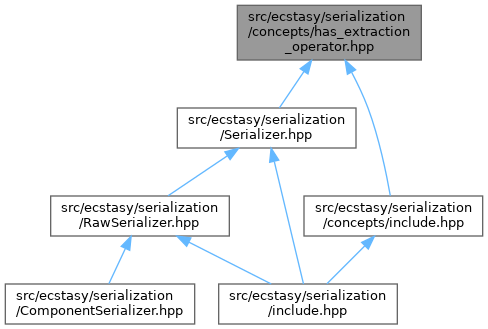 src/ecstasy/serialization
/concepts/has_extraction
_operator.hpp
src/ecstasy/serialization
/Serializer.hpp
src/ecstasy/serialization
/RawSerializer.hpp
src/ecstasy/serialization
/concepts/include.hpp
src/ecstasy/serialization
/ComponentSerializer.hpp
src/ecstasy/serialization
/include.hpp